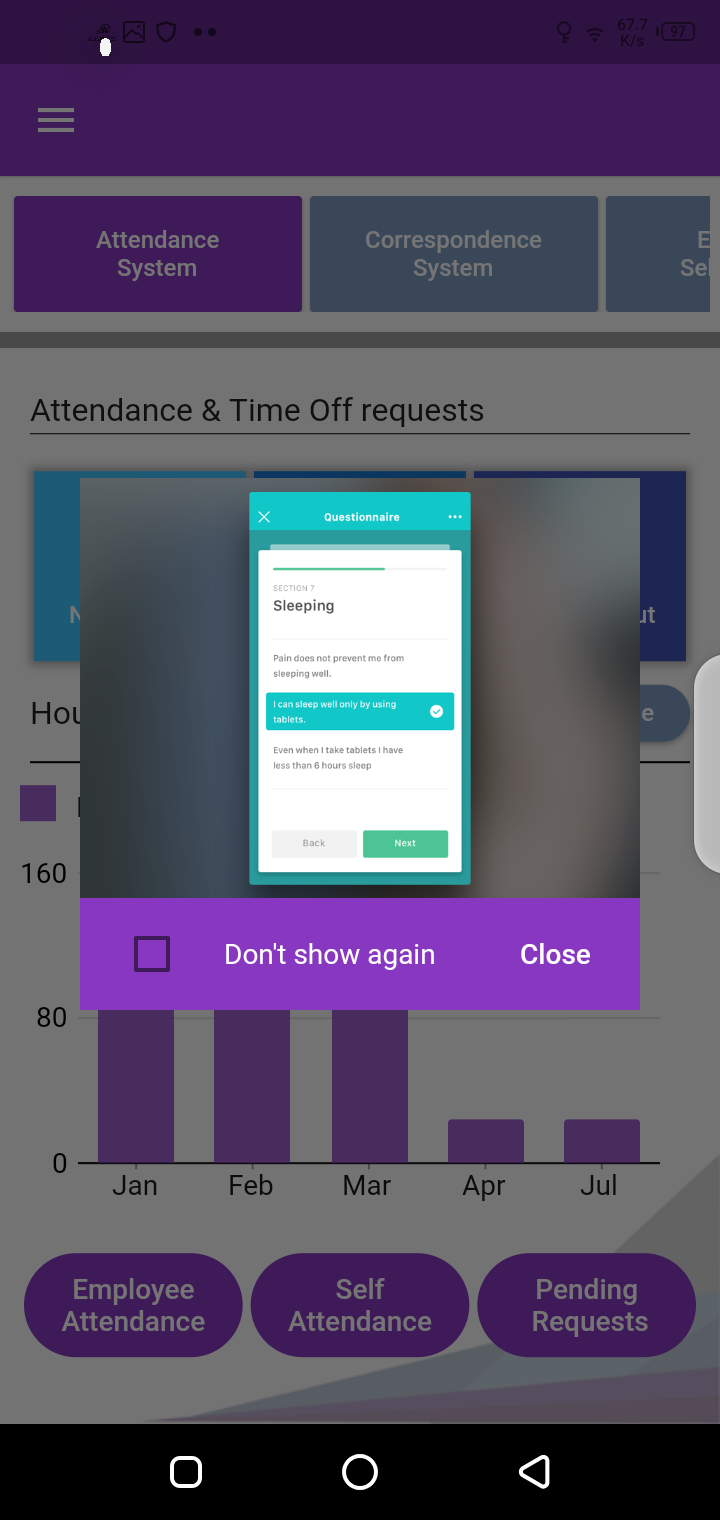 67.7
K/s
97
Attendance
System
Correspondence
System
Attendance & Time Off requests
Questionnaire
SECTION 7
Sleeping
Pain does not prevent me from
sleeping well.
I can sleep well only by using
tablets.
Even when I take tablets I have
less than 6 hours sleep
Back
Next
Don't show again
Close
160
80
0
Jan
Feb
Mar
Apr
Jul
Employee
Attendance
Self
Attendance
Pending
Requests